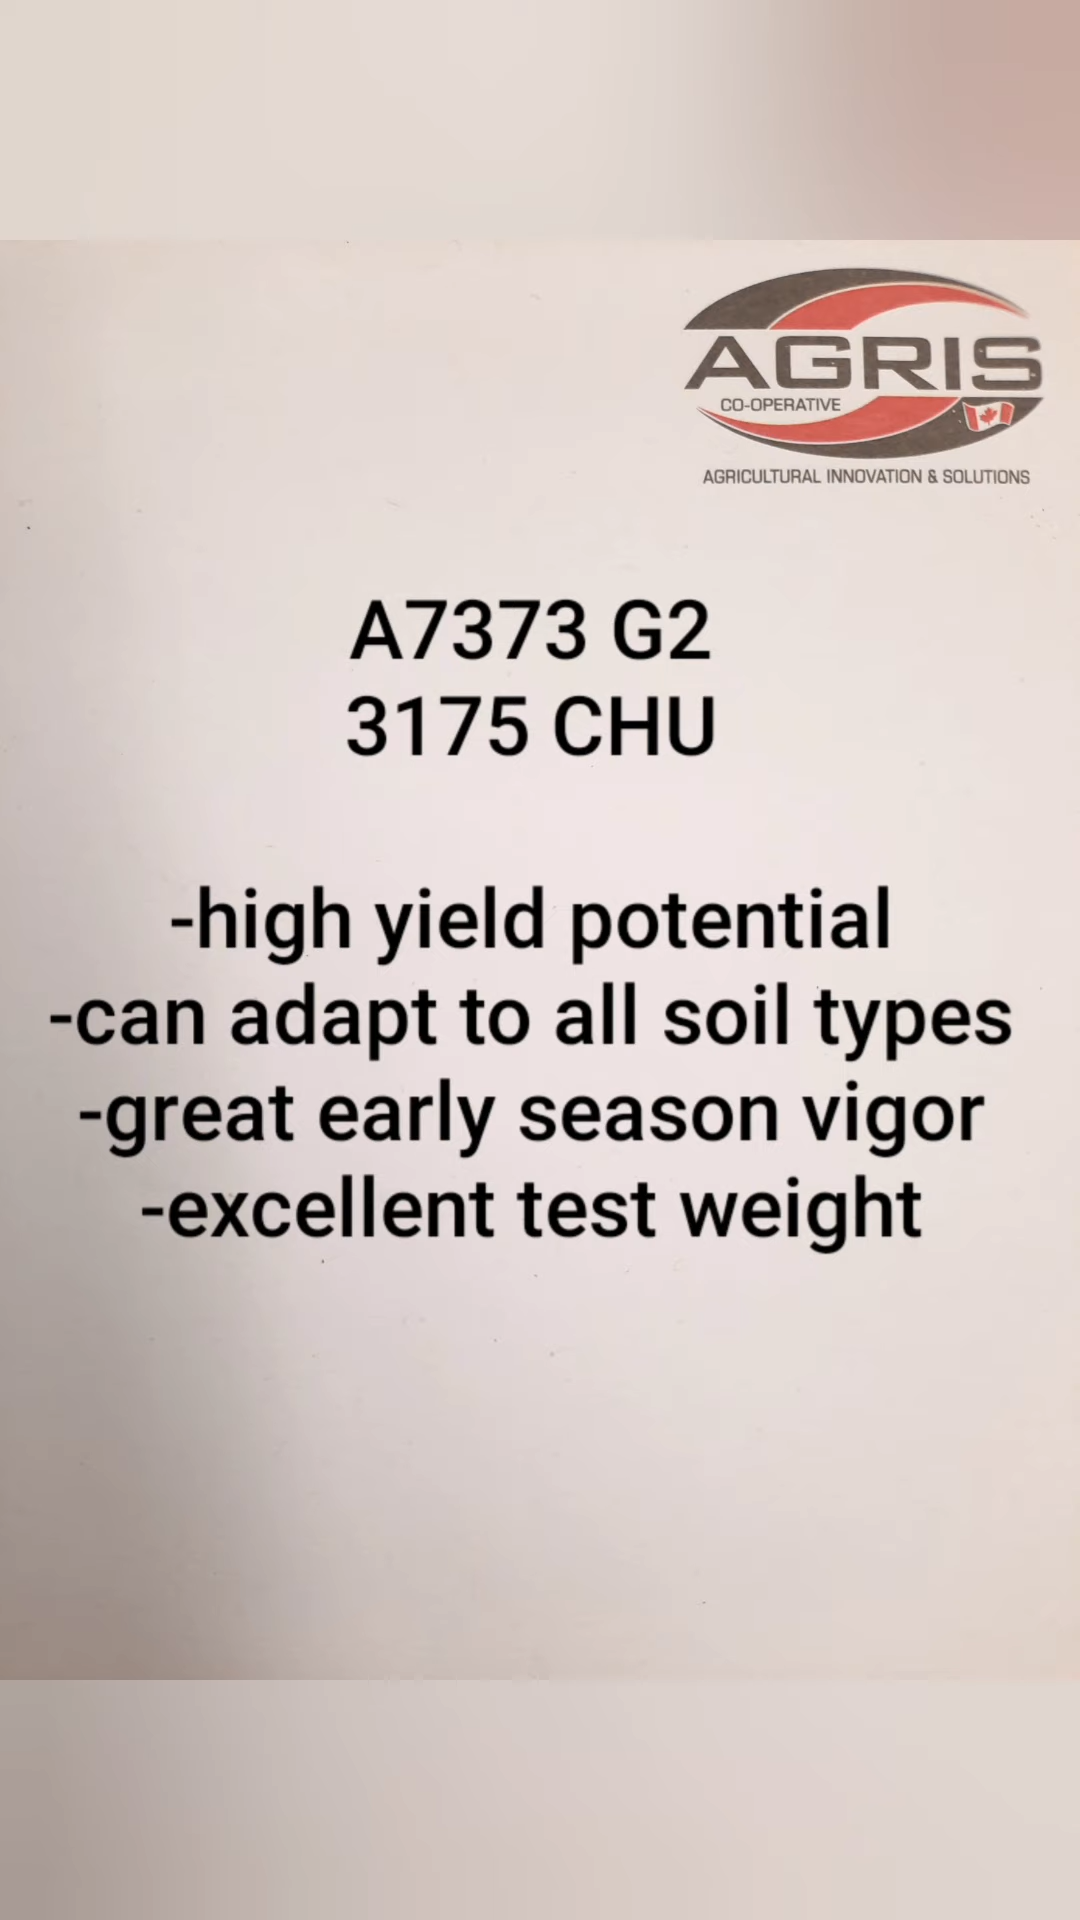 AGRIS
CO-OPERATIVE
AGRICULTURAL INNOVATION & SOLUTIONS
A7373 G2
3175 CHU
-high yield potential
-can adapt to all soil types
-great early season vigor
-excellent test weight